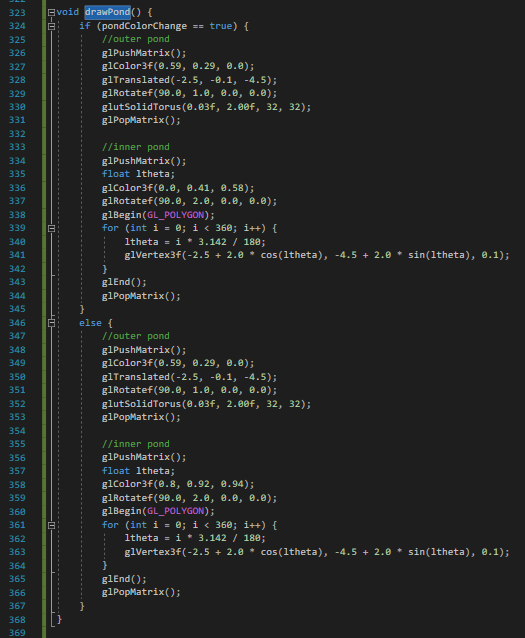 323 void drawPond() {
324     if (pondColorChange == true) {
325         //outer pond
326         glPushMatrix();
327         glColor3f(0.59, 0.29, 0.0);
328         glTranslated(-2.5, -0.1, -4.5);
329         glRotatef(90.0, 1.0, 0.0, 0.0);
330         glutSolidTorus(0.03f, 2.00f, 32, 32);
331         glPopMatrix();
332
333         //inner pond
334         glPushMatrix();
335         float ltheta;
336         glColor3f(0.0, 0.41, 0.58);
337         glRotatef(90.0, 2.0, 0.0, 0.0);
338         glBegin(GL_POLYGON);
339         for (int i = 0; i < 360; i++) {
340             ltheta = i * 3.142 / 180;
341             glVertex3f(-2.5 + 2.0 * cos(ltheta), -4.5 + 2.0 * sin(ltheta), 0.1);
342         }
343         glEnd();
344         glPopMatrix();
345     }
346     else {
347         //outer pond
348         glPushMatrix();
349         glColor3f(0.59, 0.29, 0.0);
350         glTranslated(-2.5, -0.1, -4.5);
351         glRotatef(90.0, 1.0, 0.0, 0.0);
352         glutSolidTorus(0.03f, 2.00f, 32, 32);
353         glPopMatrix();
354
355         //inner pond
356         glPushMatrix();
357         float ltheta;
358         glColor3f(0.8, 0.92, 0.94);
359         glRotatef(90.0, 2.0, 0.0, 0.0);
360         glBegin(GL_POLYGON);
361         for (int i = 0; i < 360; i++) {
362             ltheta = i * 3.142 / 180;
363             glVertex3f(-2.5 + 2.0 * cos(ltheta), -4.5 + 2.0 * sin(ltheta), 0.1);
364         }
365         glEnd();
366         glPopMatrix();
367     }
368 }
369